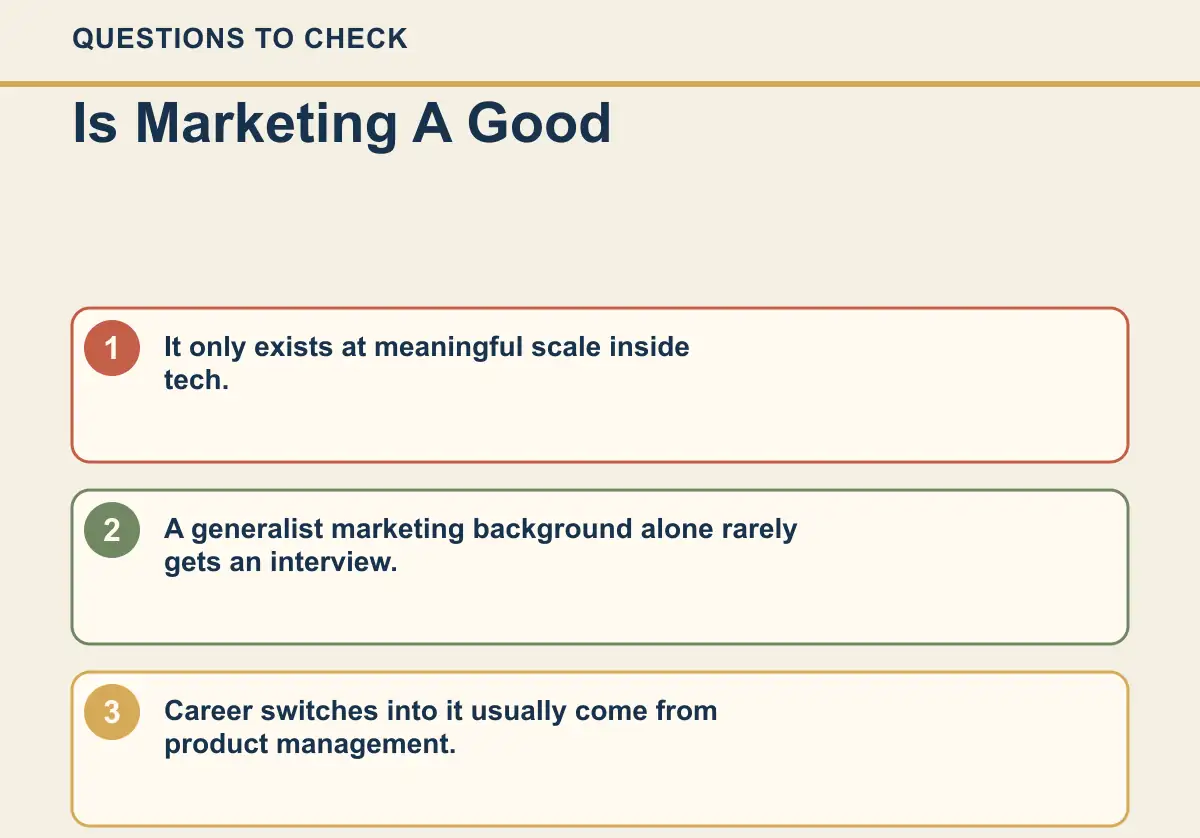 QUESTIONS TO CHECK
Is Marketing A Good
1
It only exists at meaningful scale inside
tech.
2
A generalist marketing background alone rarely
gets an interview.
3
Career switches into it usually come from
product management.